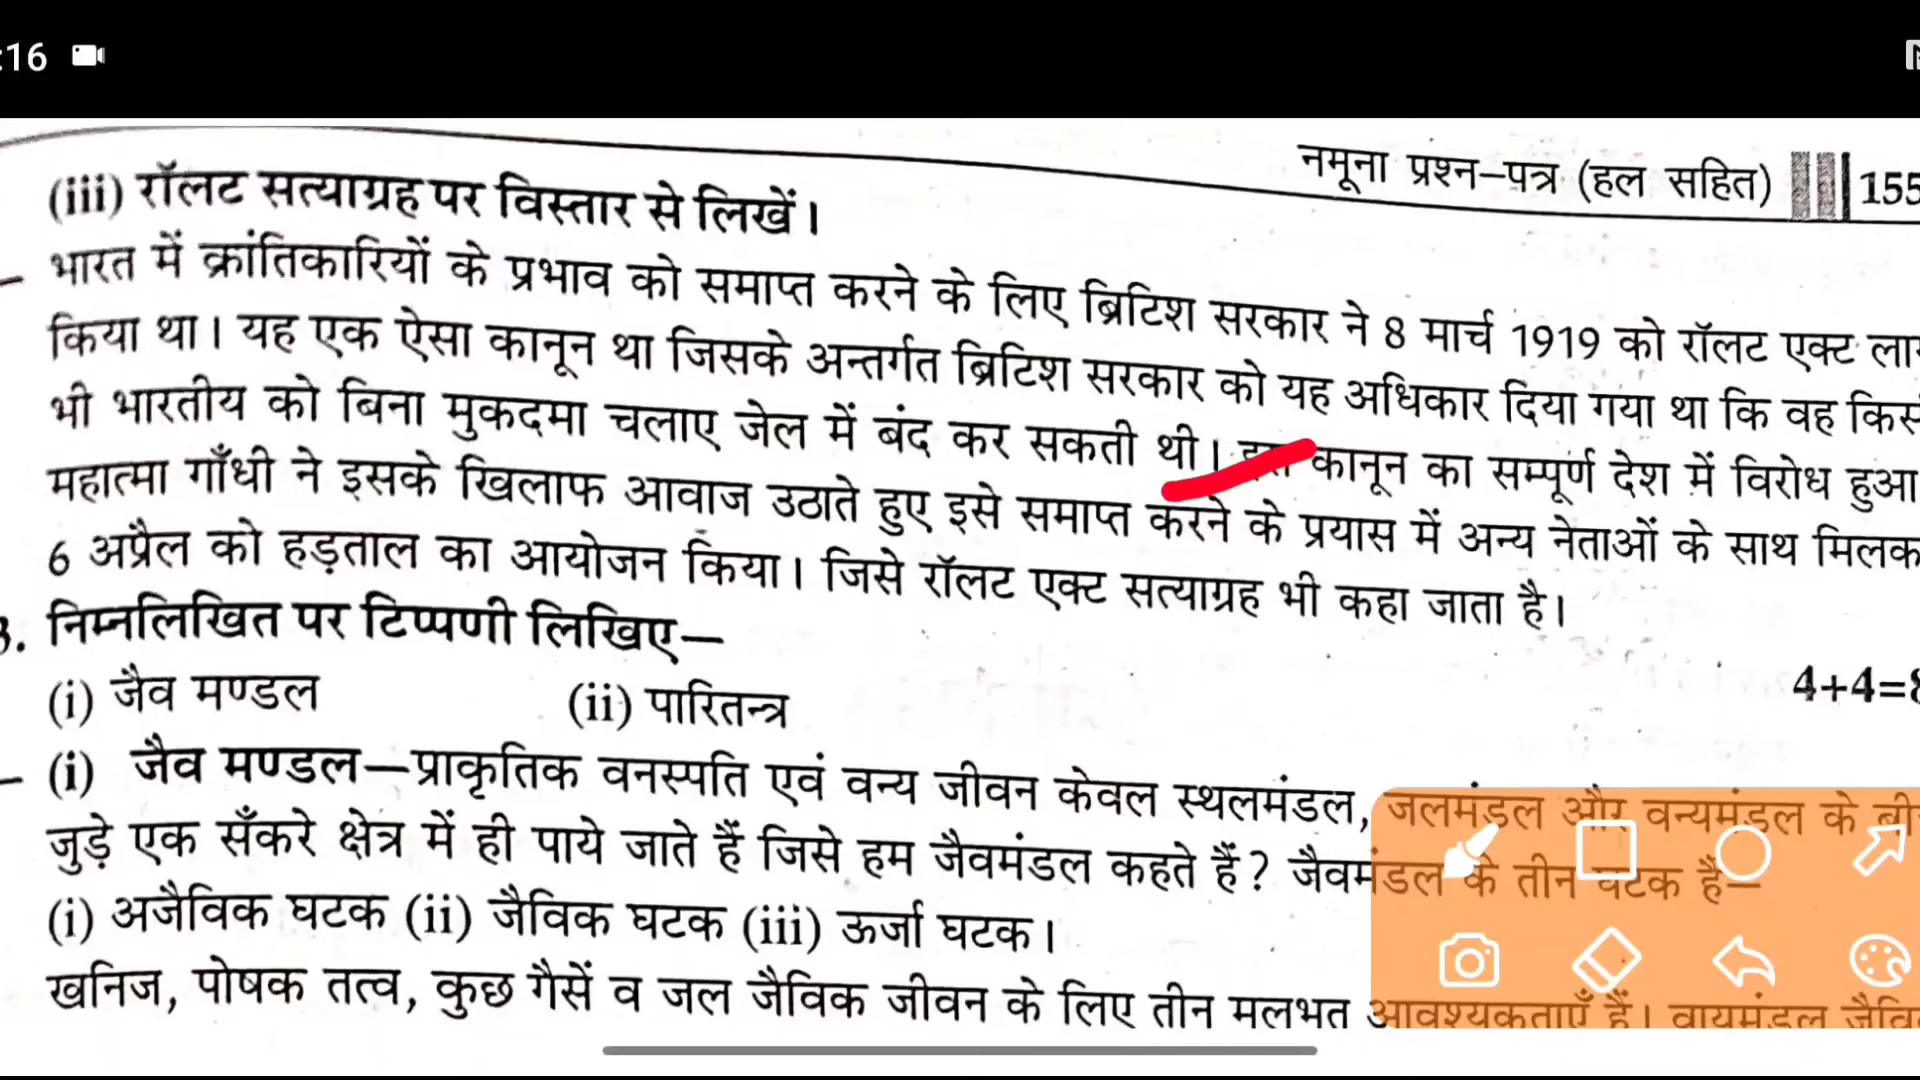 :16
नमूना प्रश्न–पत्र (हल सहित) 155
(iii) रॉलट सत्याग्रह पर विस्तार से लिखें।
भारत में क्रांतिकारियों के प्रभाव को समाप्त करने के लिए ब्रिटिश सरकार ने 8 मार्च 1919 को रॉलट एक्ट
किया था। यह एक ऐसा कानून था जिसके अन्तर्गत ब्रिटिश सरकार को यह अधिकार दिया गया था कि वह
भी भारतीय को बिना मुकदमा चलाए जेल में बंद कर सकती थी। कानून का सम्पूर्ण देश में विरोध हुआ
महात्मा गाँधी ने इसके खिलाफ आवाज उठाते हुए इसे समाप्त करने के प्रयास में अन्य नेताओं के साथ
6 अप्रैल को हड़ताल का आयोजन किया। जिसे रॉलट एक्ट सत्याग्रह भी कहा जाता है।
निम्नलिखित पर टिप्पणी लिखिए—
4+4=
(i) जैव मण्डल (ii) पारितन्त्र
(i) जैव मण्डल—प्राकृतिक वनस्पति एवं वन्य जीवन केवल स्थलमंडल, जलमंडल और वन्यमंडल के
जुड़े एक सँकरे क्षेत्र में ही पाये जाते हैं जिसे हम जैवमंडल कहते हैं? जैवमंडल के तीन घटक हैं—
(i) अजैविक घटक (ii) जैविक घटक (iii) ऊर्जा घटक।
खनिज, पोषक तत्व, कुछ गैसें व जल जैविक जीवन के लिए तीन मूलभूत आवश्यकताएँ हैं। वायुमंडल